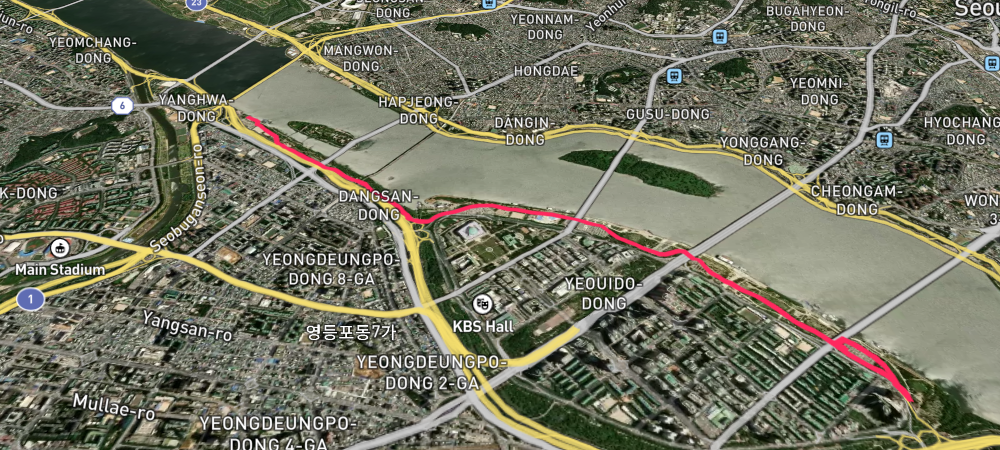 23
DONG
YEONNAM-
DONG
BUGAHYEON-
DONG
Seou
YEOMCHANG-
DONG
MANGWON-
DONG
HONGDAE
YEOMNI-
DONG
6
YANGHWA-
DONG
HAPJEONG-
DONG
DANGIN-
DONG
GUSU-DONG
YONGGANG-
DONG
HYOCHANG
DONG
K-DONG
DANGSAN-
DONG
CHEONGAM-
DONG
WON
3
Seobuganseon-ro
Main Stadium
YEONGDEUNGPO-
DONG 8-GA
YEOUIDO-
DONG
1
KBS Hall
Yangsan-ro
영등포동7가
YEONGDEUNGPO-
DONG 2-GA
Mullae-ro
YEONGDEUNGPO-
DONG 4-GA